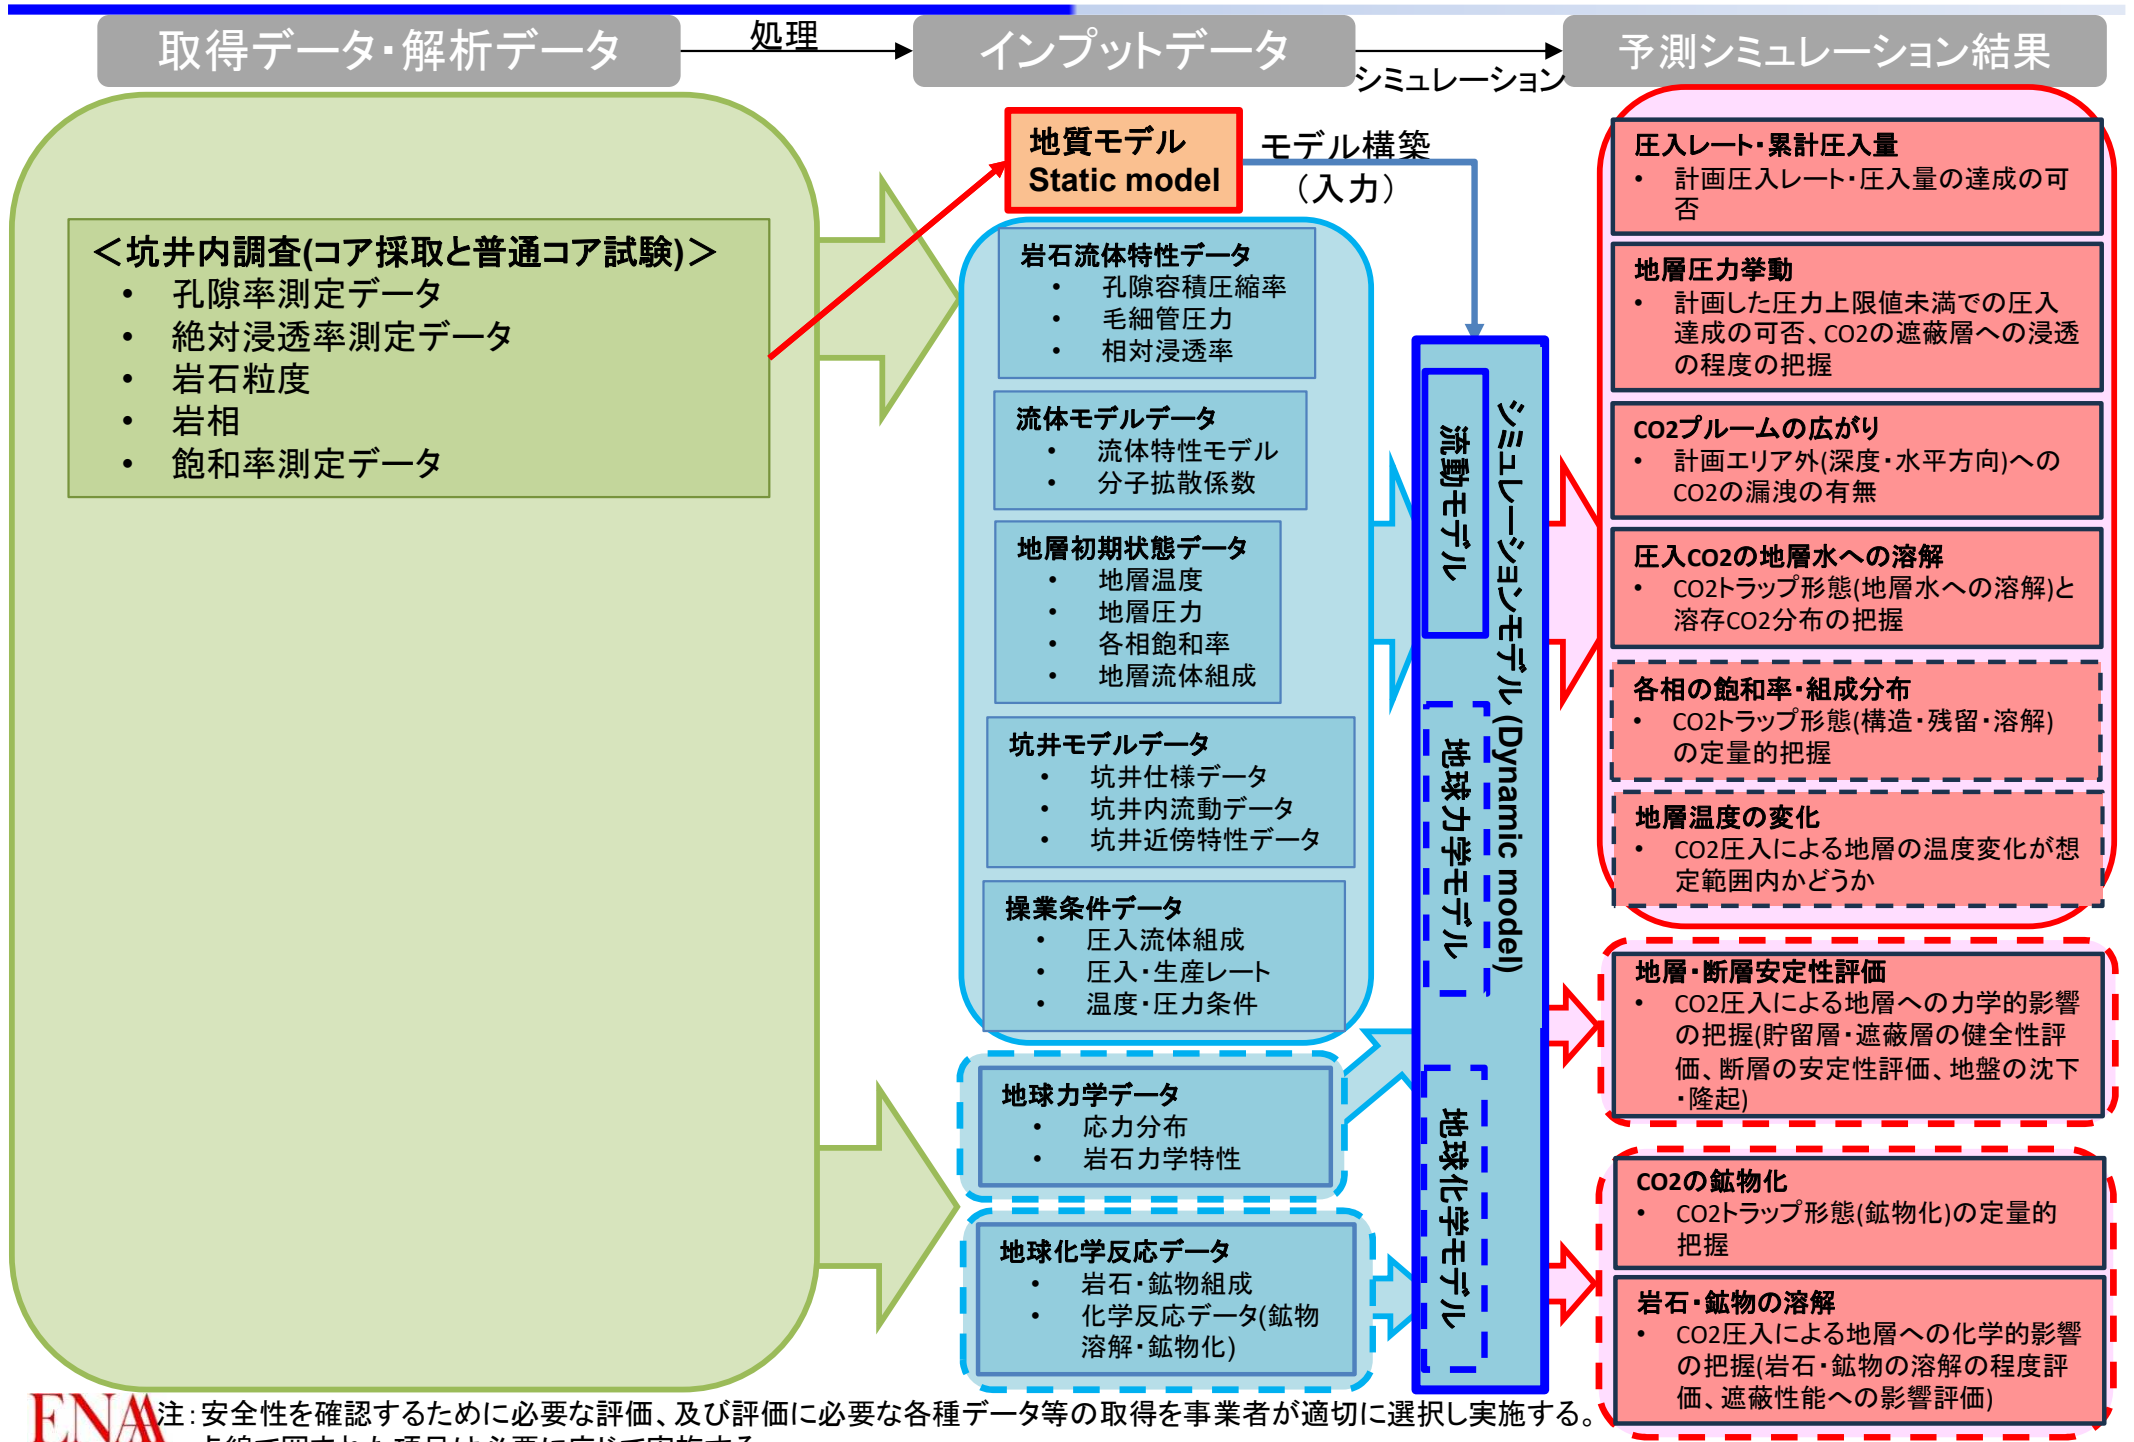 取得データ・解析データ
処理
インプットデータ
シミュレーション
予測シミュレーション結果
＜坑井内調査(コア採取と普通コア試験)＞
• 孔隙率測定データ
• 絶対浸透率測定データ
• 岩石粒度
• 岩相
• 飽和率測定データ
地質モデル
Static model
モデル構築
（入力）
岩石流体特性データ
• 孔隙容積圧縮率
• 毛細管圧力
• 相対浸透率
流体モデルデータ
• 流体特性モデル
• 分子拡散係数
地層初期状態データ
• 地層温度
• 地層圧力
• 各相飽和率
• 地層流体組成
坑井モデルデータ
• 坑井仕様データ
• 坑井内流動データ
• 坑井近傍特性データ
操業条件データ
• 圧入流体組成
• 圧入・生産レート
• 温度・圧力条件
地球力学データ
• 応力分布
• 岩石力学特性
地球化学反応データ
• 岩石・鉱物組成
• 化学反応データ(鉱物
溶解・鉱物化)
シミュレーションモデル (Dynamic model)
流動モデル
地球力学モデル
地球化学モデル
圧入レート・累計圧入量
• 計画圧入レート・圧入量の達成の可
否
地層圧力挙動
• 計画した圧力上限値未満での圧入
達成の可否、CO2の遮蔽層への浸透
の程度の把握
CO2プルームの広がり
• 計画エリア外(深度・水平方向)への
CO2の漏洩の有無
圧入CO2の地層水への溶解
• CO2トラップ形態(地層水への溶解)と
溶存CO2分布の把握
各相の飽和率・組成分布
• CO2トラップ形態(構造・残留・溶解)
の定量的把握
地層温度の変化
• CO2圧入による地層の温度変化が想
定範囲内かどうか
地層・断層安定性評価
• CO2圧入による地層への力学的影響
の把握(貯留層・遮蔽層の健全性評
価、断層の安定性評価、地盤の沈下
・隆起)
CO2の鉱物化
• CO2トラップ形態(鉱物化)の定量的
把握
岩石・鉱物の溶解
• CO2圧入による地層への化学的影響
の把握(岩石・鉱物の溶解の程度評
価、遮蔽性能への影響評価)
ENAA
注：安全性を確認するために必要な評価、及び評価に必要な各種データ等の取得を事業者が適切に選択し実施する。
点線で囲まれた項目は必要に応じて実施する